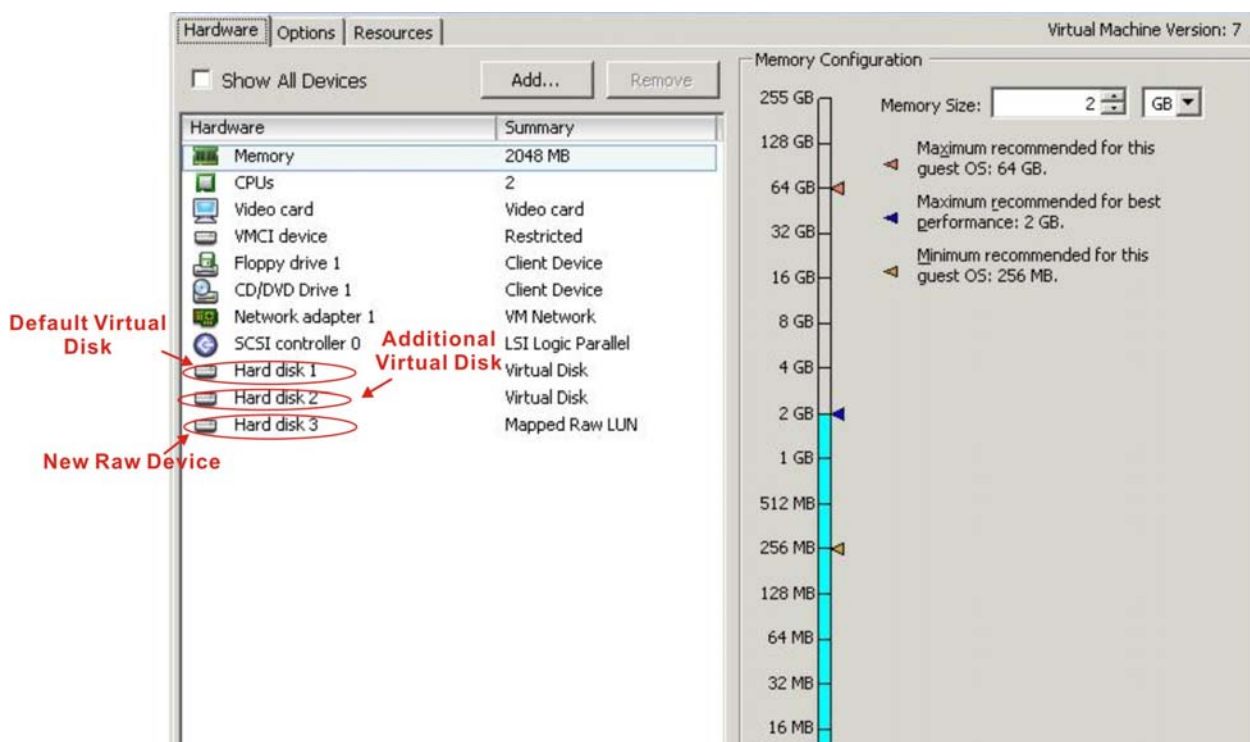 Hardware Options Resources Virtual Machine Version: 7
Show All Devices Add... Remove
Hardware Summary
Memory 2048 MB
CPUs 2
Video card Video card
VMCI device Restricted
Floppy drive 1 Client Device
CD/DVD Drive 1 Client Device
Network adapter 1 VM Network
SCSI controller 0 LSI Logic Parallel
Hard disk 1 Virtual Disk
Hard disk 2 Virtual Disk
Hard disk 3 Mapped Raw LUN
Default Virtual
Disk
Additional
Virtual Disk
New Raw Device
Memory Configuration
Memory Size: 2 GB
255 GB
128 GB
64 GB
32 GB
16 GB
8 GB
4 GB
2 GB
1 GB
512 MB
256 MB
128 MB
64 MB
32 MB
16 MB
Maximum recommended for this
guest OS: 64 GB.
Maximum recommended for best
performance: 2 GB.
Minimum recommended for this
guest OS: 256 MB.